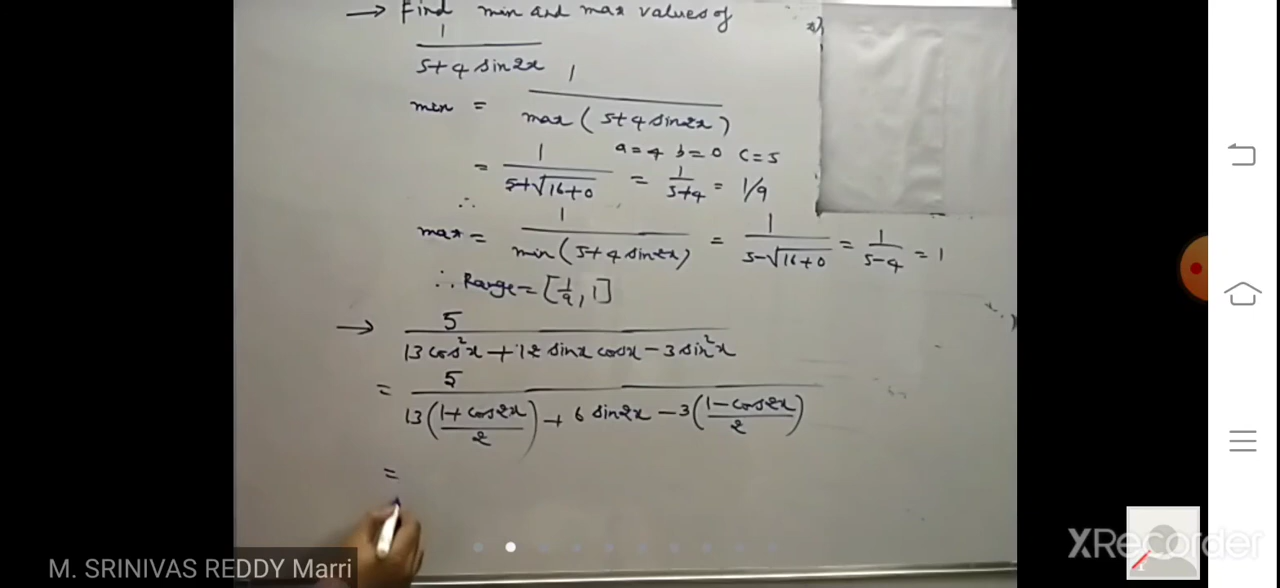 → Find min and max values of
1 / 5+4 sin2x
min = 1 / max(5+4 sin2x)
a=4 b=0 c=5
= 1 / 5+√16+0 = 1 / 5+4 = 1/9
∴
max = 1 / min(5+4 sin2x) = 1 / 5-√16+0 = 1 / 5-4 = 1
∴ Range = [1/9, 1]
→ 5 / 13 cos²x + 12 sinx cosx - 3 sin²x
= 5 / 13(1+cos2x / 2) + 6 sin2x - 3(1-cos2x / 2)
=
M. SRINIVAS REDDY Marri
XRecorder